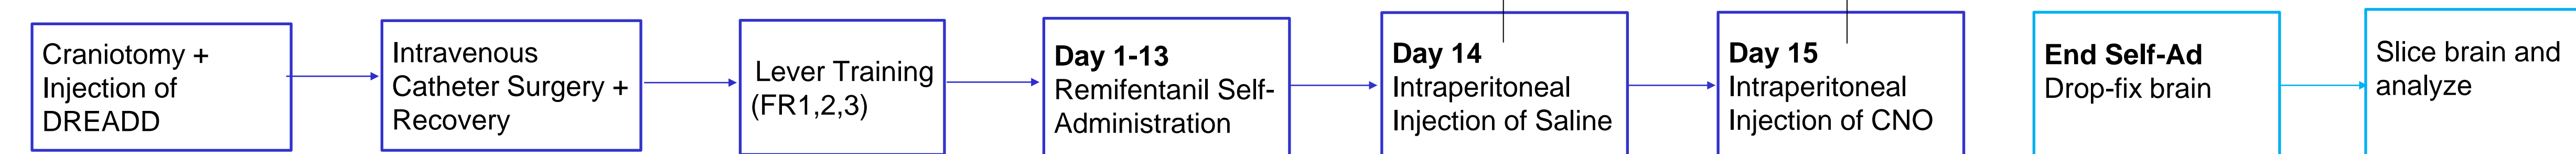 Craniotomy +
Injection of
DREADD
Intravenous
Catheter Surgery +
Recovery
Lever Training
(FR1,2,3)
Day 1-13
Remifentanil Self-
Administration
Day 14
Intraperitoneal
Injection of Saline
Day 15
Intraperitoneal
Injection of CNO
End Self-Ad
Drop-fix brain
Slice brain and
analyze